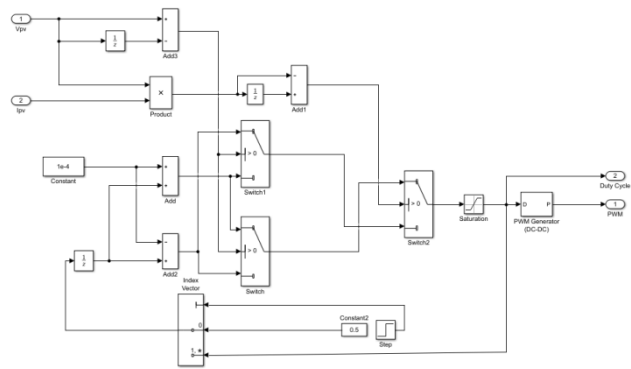 1
Vpv
+
-
Add3
1
z
2
Ipv
×
Product
1
z
-
+
Add1
1e-4
Constant
+
+
Add
> 0
Switch1
> 0
Switch
> 0
Switch2
Saturation
D P
PWM Generator
(DC-DC)
2
Duty Cycle
1
PWM
1
z
-
+
Add2
Index
Vector
0
1, *
Constant2
0.5
Step